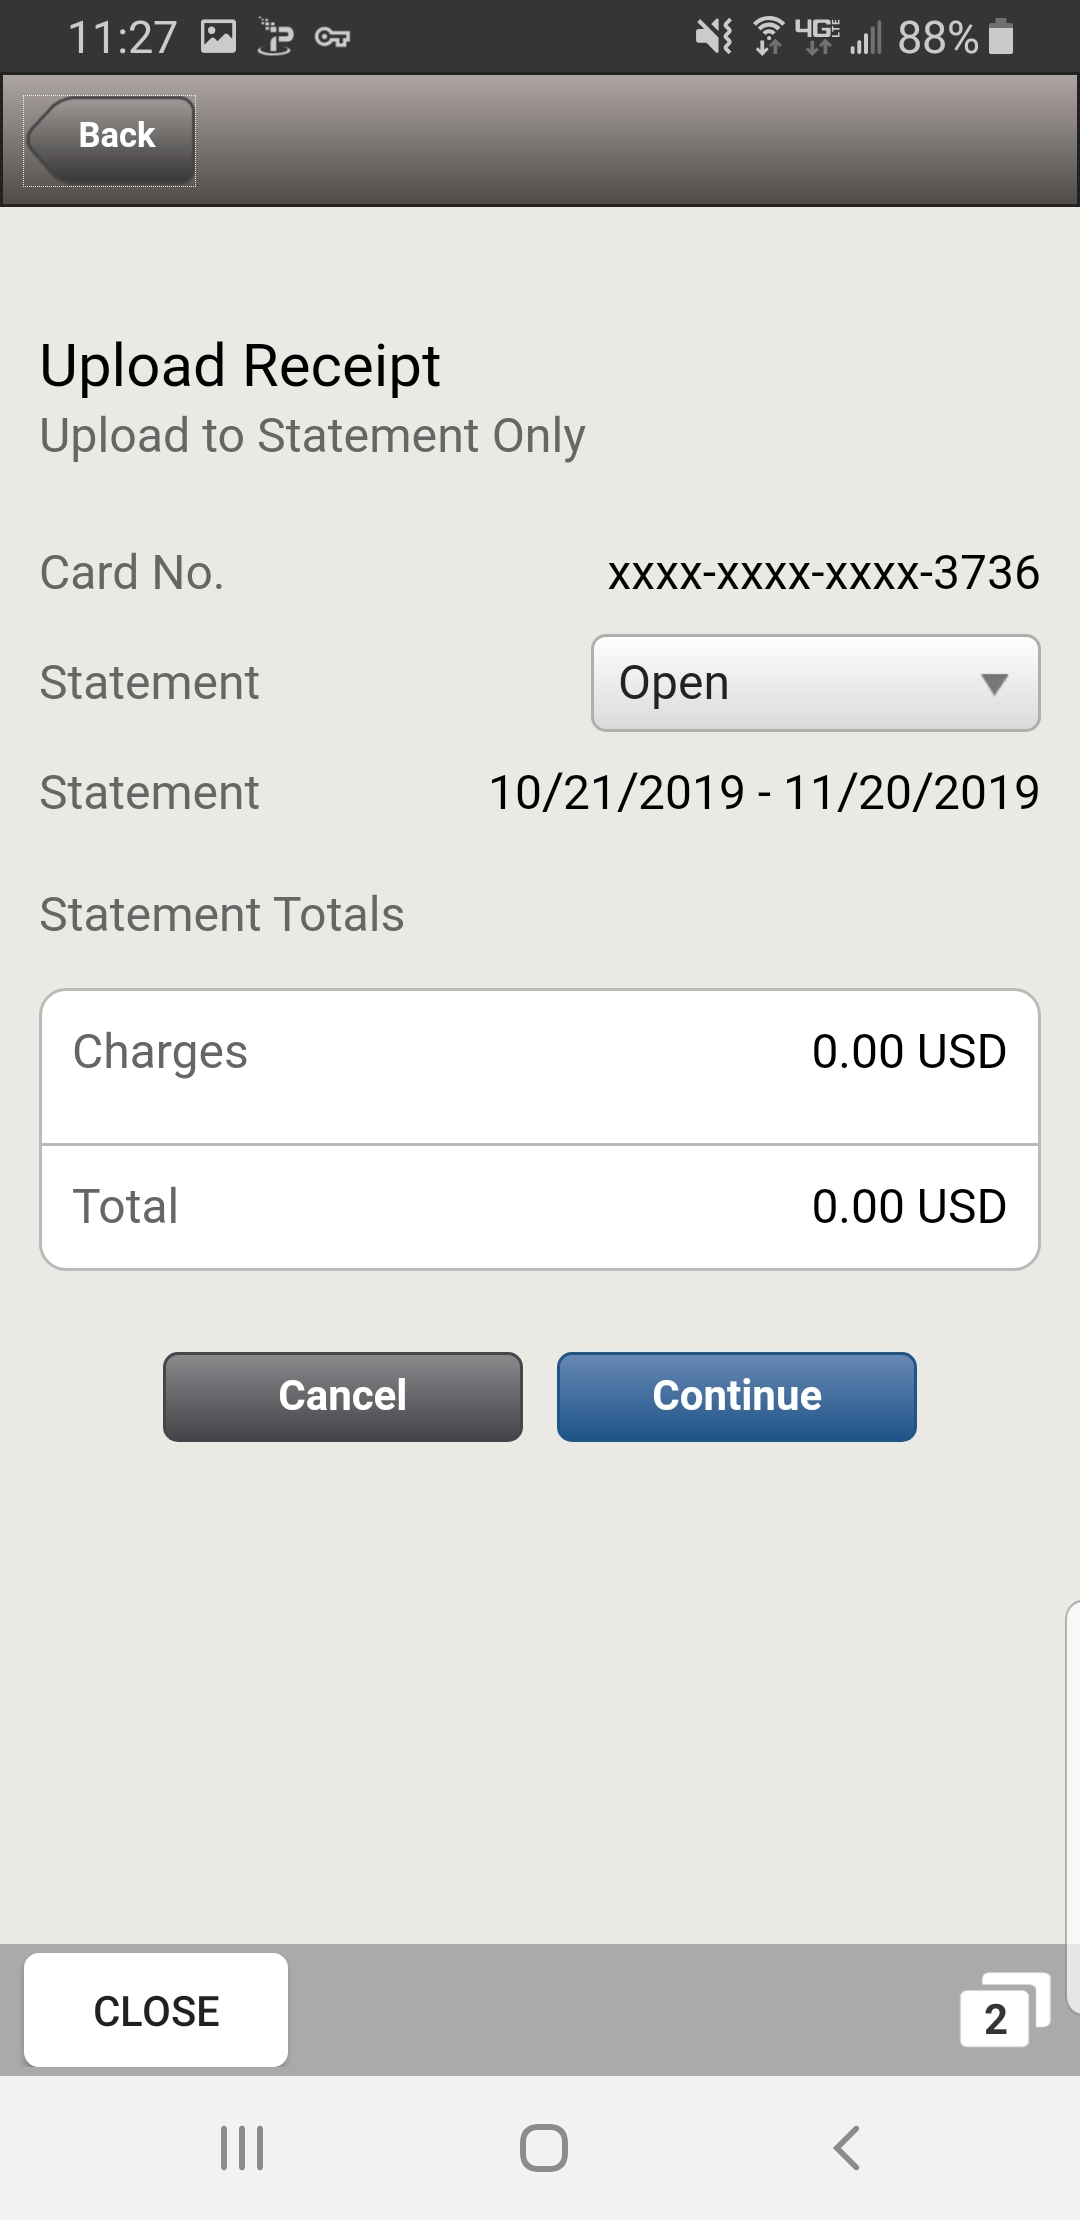 11:27 4G LTE 88%
Back
Upload Receipt
Upload to Statement Only
Card No. xxxx-xxxx-xxxx-3736
Statement Open
Statement 10/21/2019 - 11/20/2019
Statement Totals
Charges 0.00 USD
Total 0.00 USD
Cancel Continue
CLOSE 2